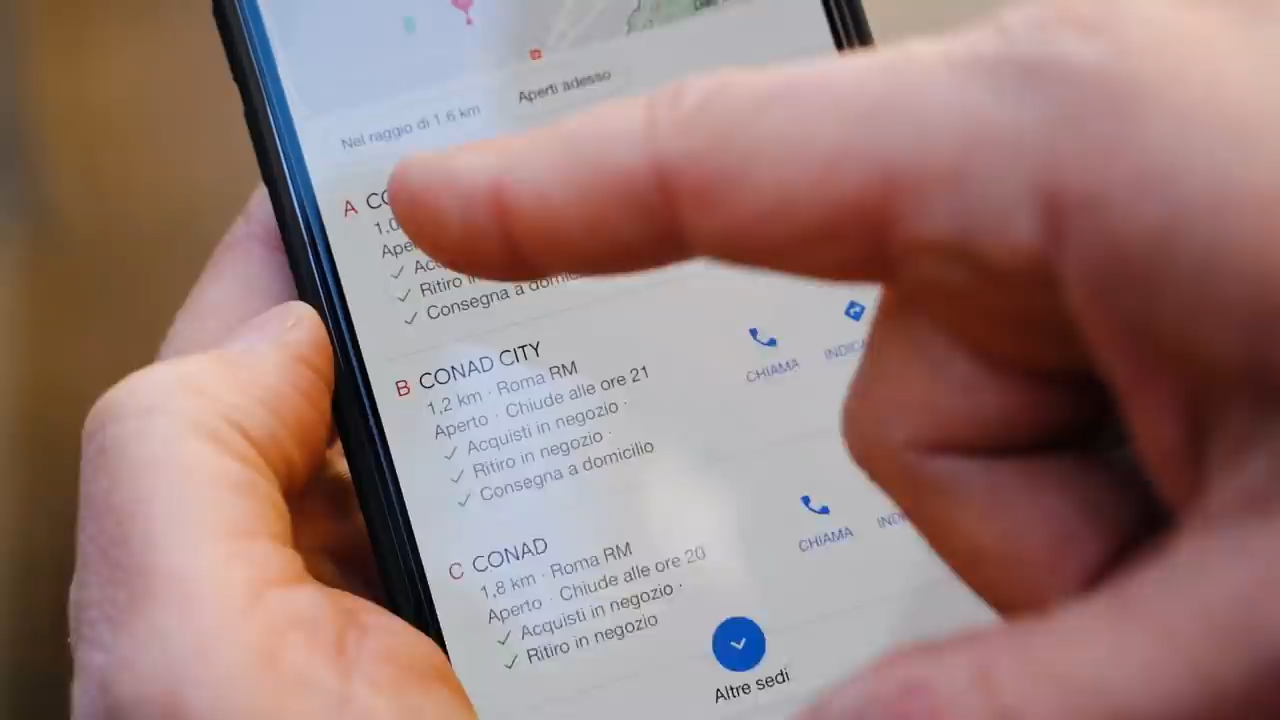 Aperti adesso
Nel raggio di 1.6 km
A
✓
✓ Ritiro
✓ Consegna a
B CONAD CITY
1,2 km · Roma RM
Aperto · Chiude alle ore 21
✓ Acquisti in negozio ·
✓ Ritiro in negozio ·
✓ Consegna a domicilio
CHIAMA
C CONAD
1,8 km · Roma RM
Aperto · Chiude alle ore 20
✓ Acquisti in negozio ·
✓ Ritiro in negozio
CHIAMA
Altre sedi